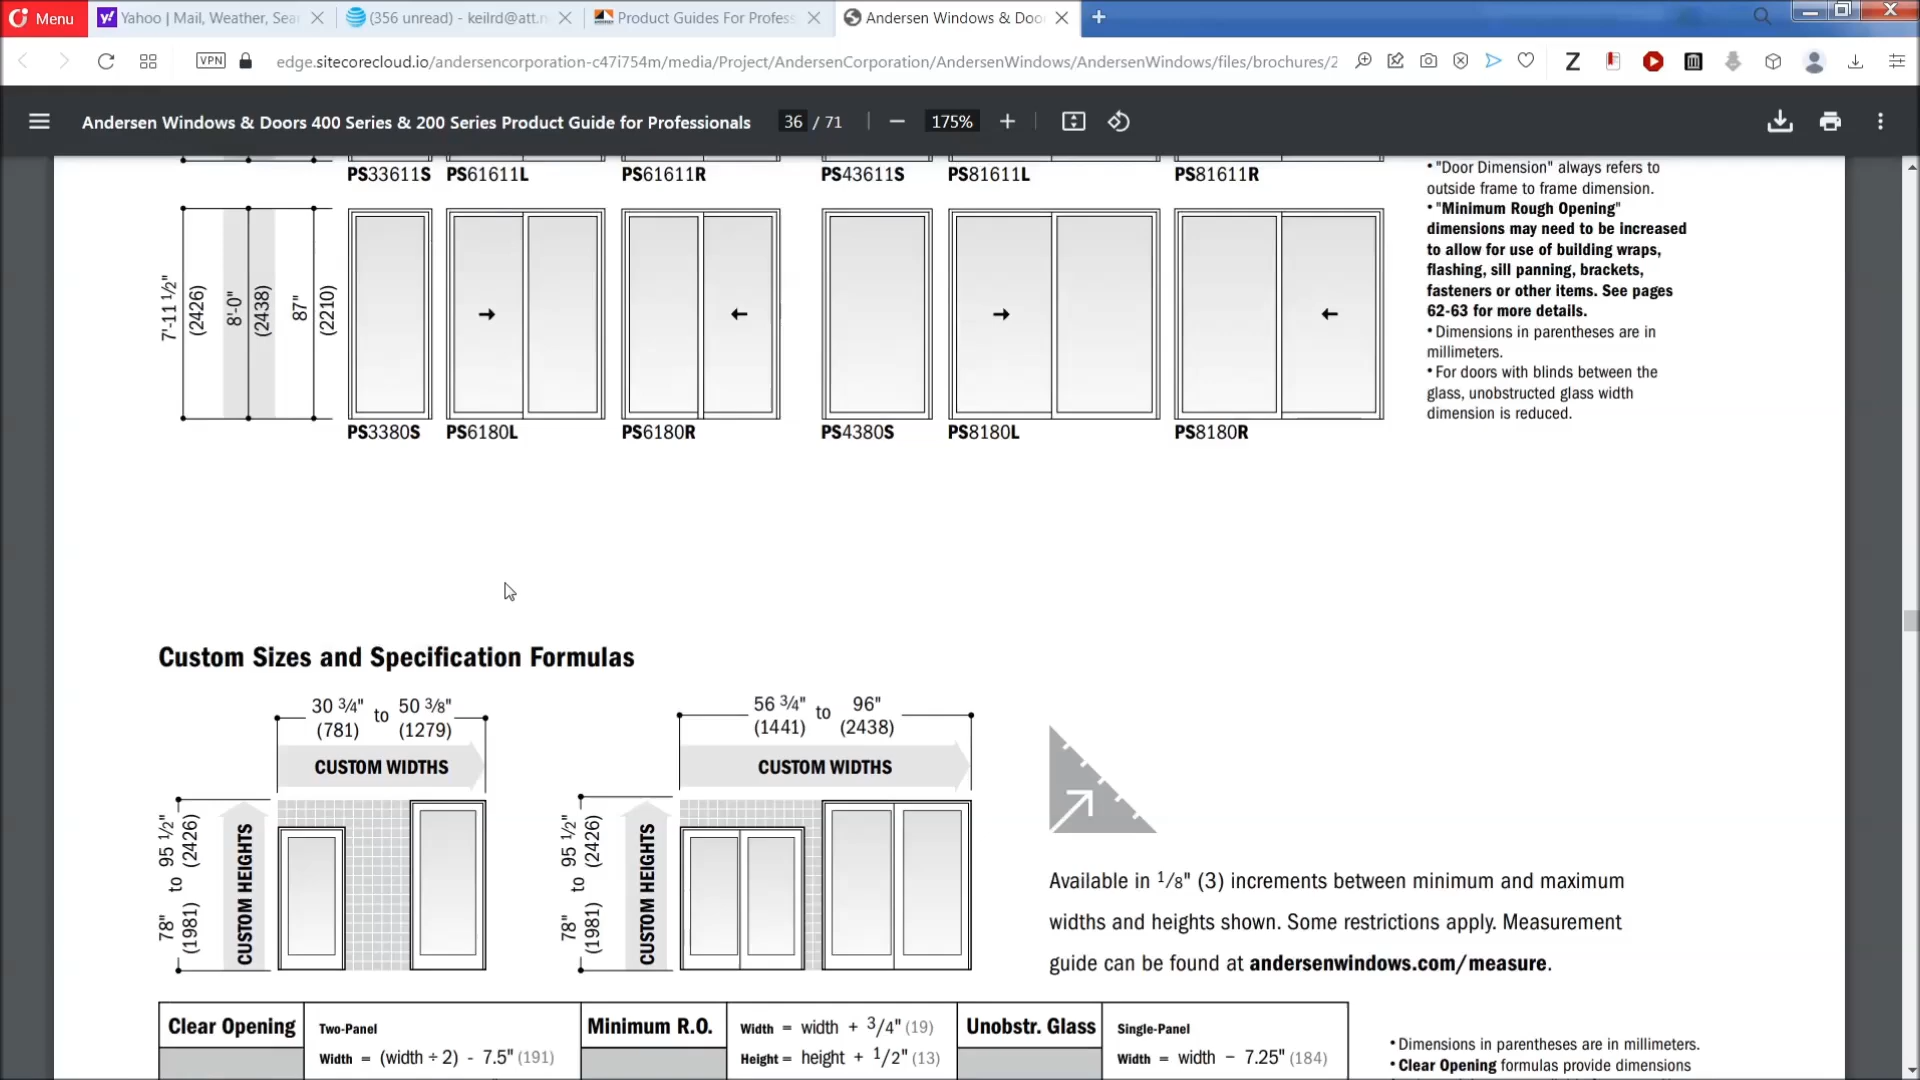 Menu
Yahoo | Mail, Weather, Sear
(356 unread) - keilrd@att.n
Product Guides For Profess
Andersen Windows & Doo
VPN
edge.sitecorecloud.io/andersencorporation-c47i754m/media/Project/AndersenCorporation/AndersenWindows/AndersenWindows/files/brochures/2
Andersen Windows & Doors 400 Series & 200 Series Product Guide for Professionals
36 / 71
175%
PS33611S PS61611L PS61611R PS43611S PS81611L PS81611R
7'-11 1/2"
(2426)
8'-0"
(2438)
87"
(2210)
PS3380S PS6180L PS6180R PS4380S PS8180L PS8180R
• "Door Dimension" always refers to
outside frame to frame dimension.
• "Minimum Rough Opening"
dimensions may need to be increased
to allow for use of building wraps,
flashing, sill panning, brackets,
fasteners or other items. See pages
62-63 for more details.
• Dimensions in parentheses are in
millimeters.
• For doors with blinds between the
glass, unobstructed glass width
dimension is reduced.
Custom Sizes and Specification Formulas
30 3/4" to 50 3/8"
(781) (1279)
CUSTOM WIDTHS
78" to 95 1/2"
(1981) (2426)
CUSTOM HEIGHTS
56 3/4" to 96"
(1441) (2438)
CUSTOM WIDTHS
78" to 95 1/2"
(1981) (2426)
CUSTOM HEIGHTS
Available in 1/8" (3) increments between minimum and maximum
widths and heights shown. Some restrictions apply. Measurement
guide can be found at andersenwindows.com/measure.
Clear Opening
Two-Panel
Width = (width ÷ 2) - 7.5" (191)
Minimum R.O.
Width = width + 3/4" (19)
Height = height + 1/2" (13)
Unobstr. Glass
Single-Panel
Width = width − 7.25" (184)
• Dimensions in parentheses are in millimeters.
• Clear Opening formulas provide dimensions